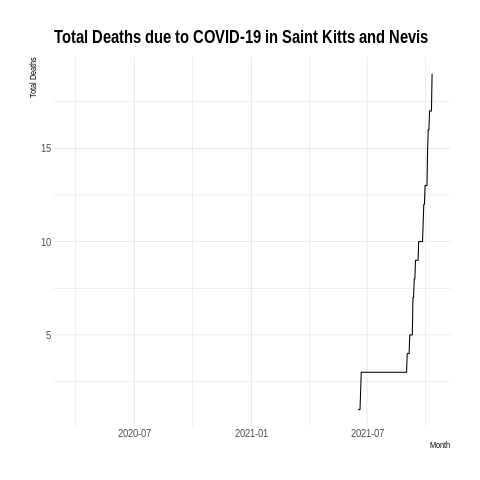 Total Deaths due to COVID-19 in Saint Kitts and Nevis
Total Deaths
15
10
5
2020-07
2021-01
2021-07
Month